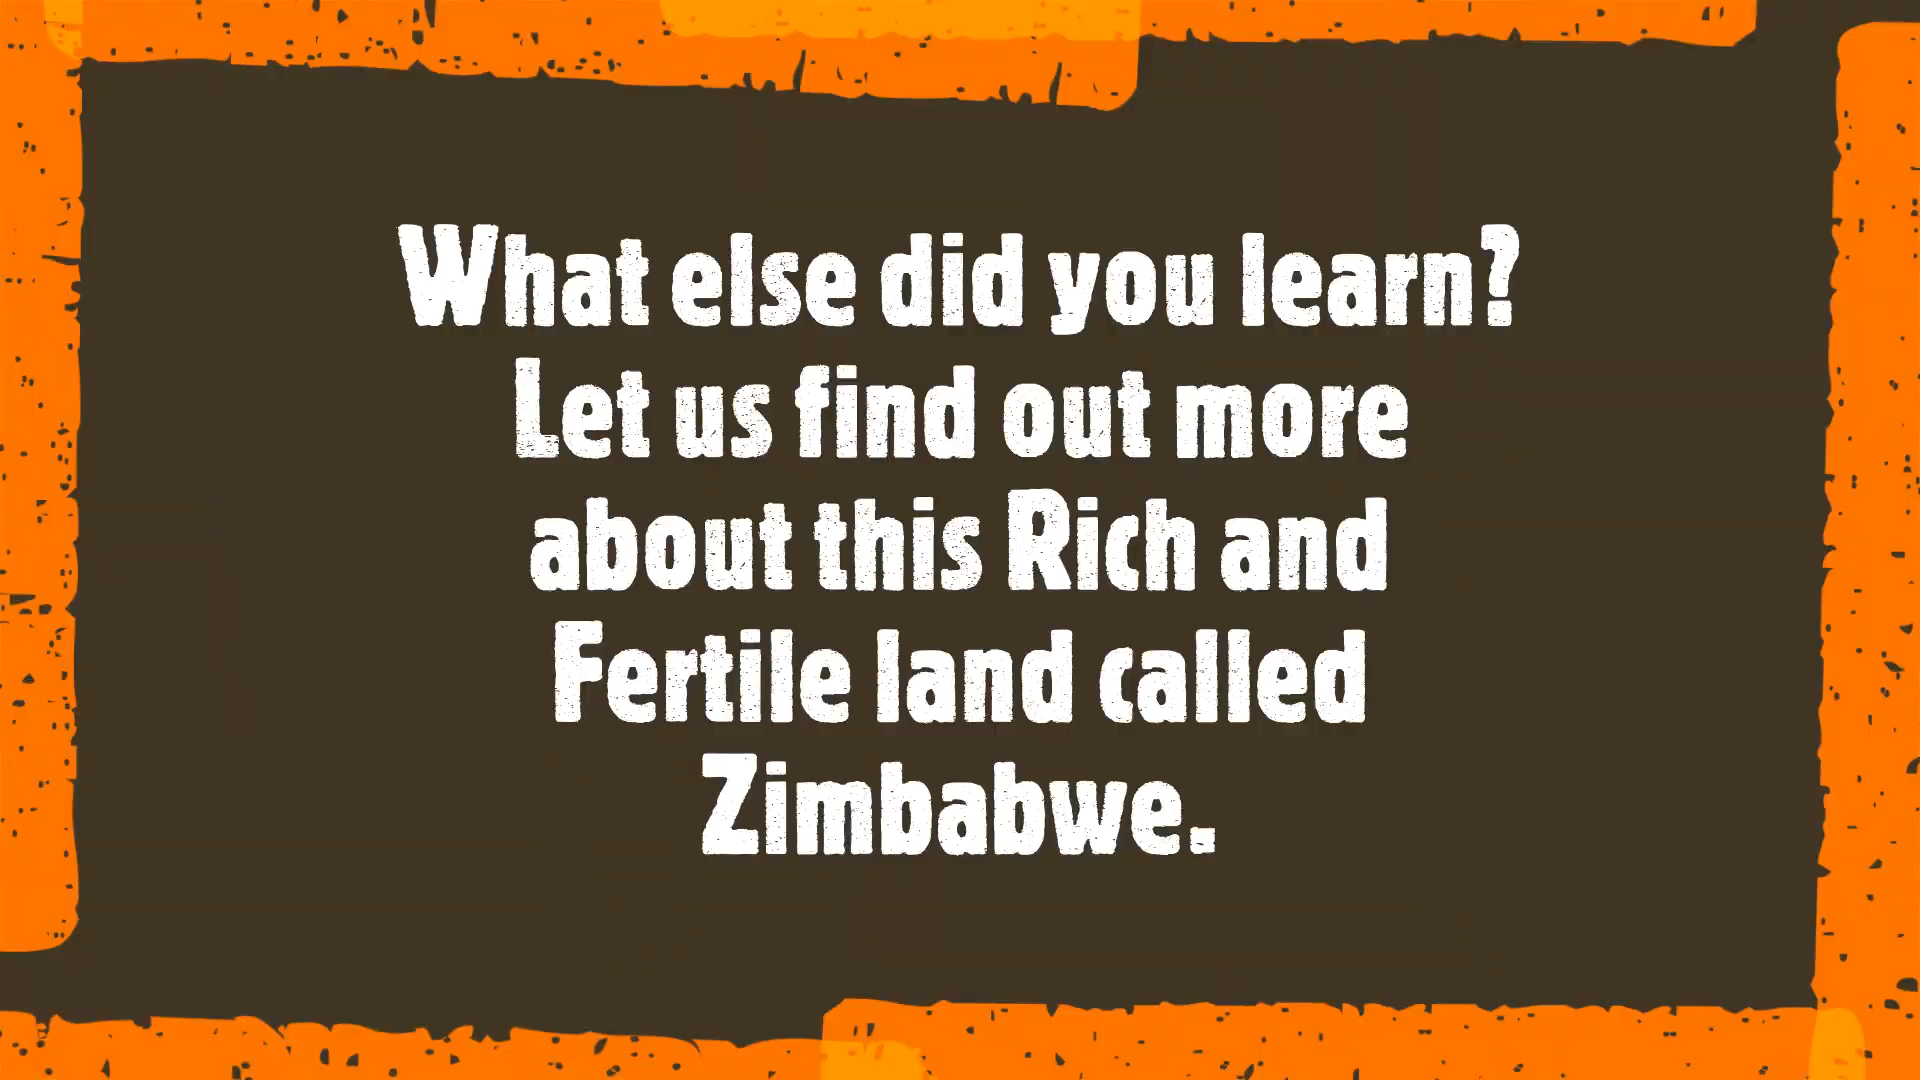 What else did you learn?
Let us find out more
about this Rich and
Fertile land called
Zimbabwe.